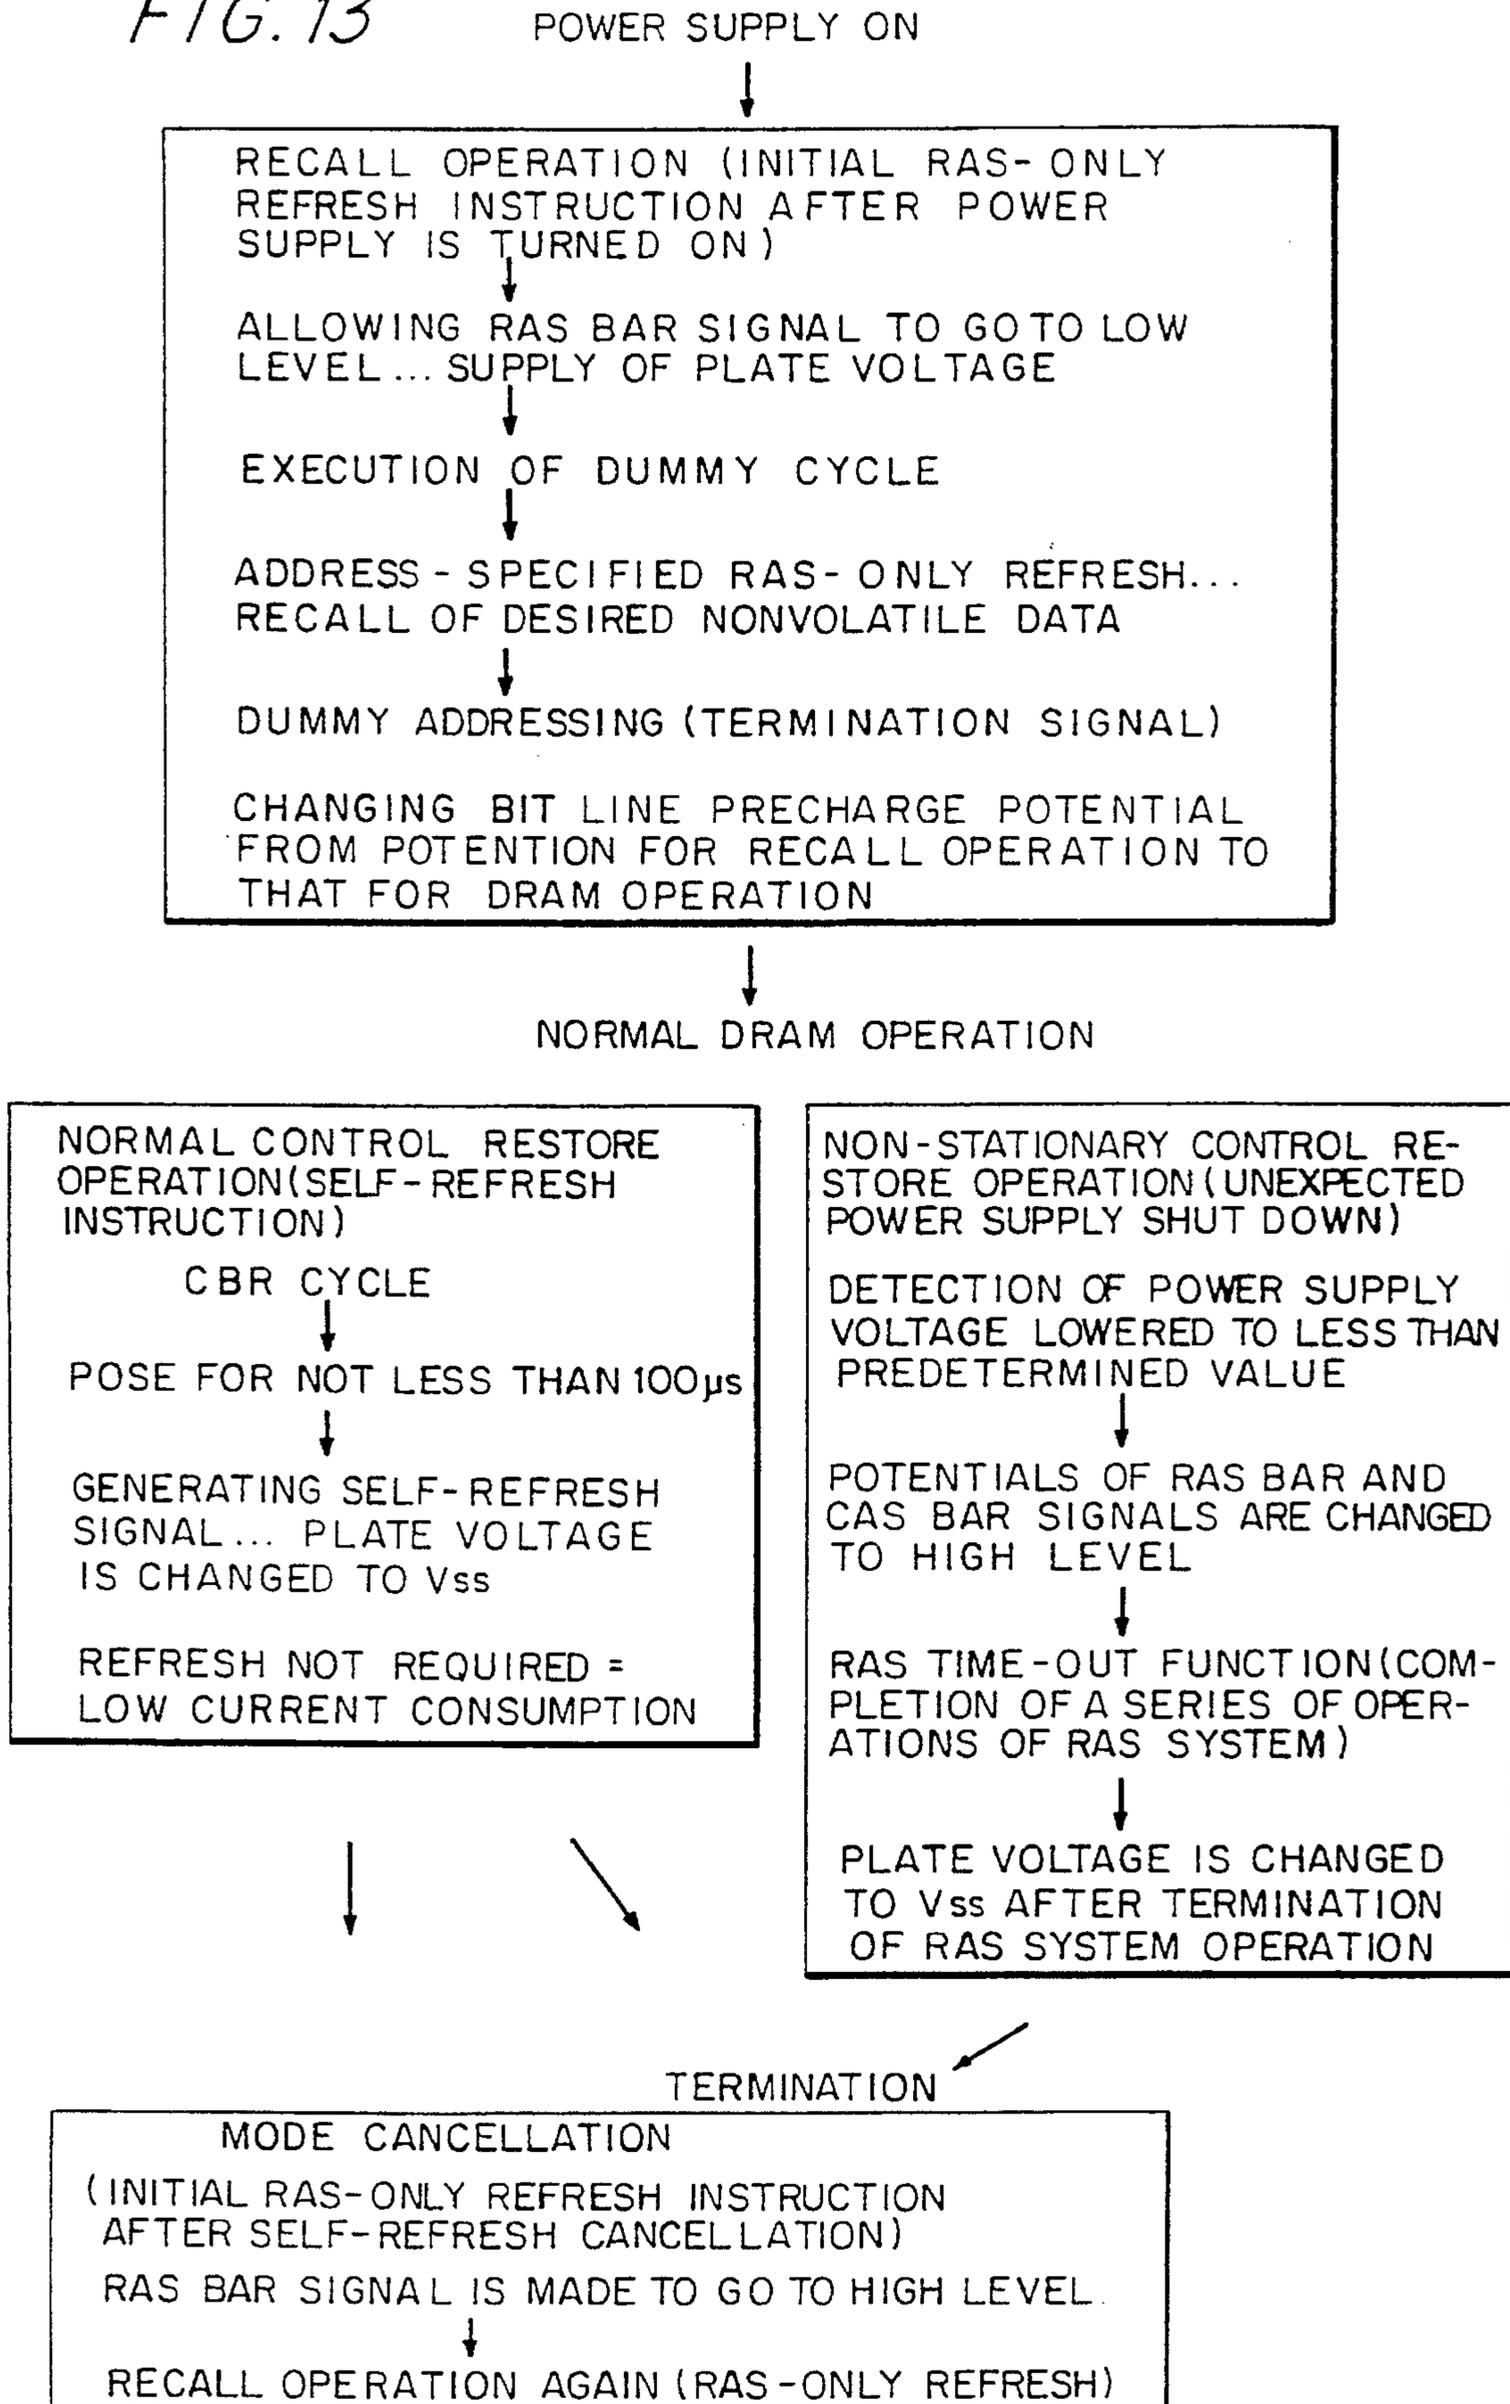 FIG. 13
POWER SUPPLY ON
RECALL OPERATION (INITIAL RAS-ONLY
REFRESH INSTRUCTION AFTER POWER
SUPPLY IS TURNED ON)
ALLOWING RAS BAR SIGNAL TO GO TO LOW
LEVEL... SUPPLY OF PLATE VOLTAGE
EXECUTION OF DUMMY CYCLE
ADDRESS-SPECIFIED RAS-ONLY REFRESH...
RECALL OF DESIRED NONVOLATILE DATA
DUMMY ADDRESSING (TERMINATION SIGNAL)
CHANGING BIT LINE PRECHARGE POTENTIAL
FROM POTENTION FOR RECALL OPERATION TO
THAT FOR DRAM OPERATION
NORMAL DRAM OPERATION
NORMAL CONTROL RESTORE
OPERATION(SELF-REFRESH
INSTRUCTION)
CBR CYCLE
POSE FOR NOT LESS THAN 100µs
GENERATING SELF-REFRESH
SIGNAL... PLATE VOLTAGE
IS CHANGED TO Vss
REFRESH NOT REQUIRED =
LOW CURRENT CONSUMPTION
NON-STATIONARY CONTROL RE-
STORE OPERATION(UNEXPECTED
POWER SUPPLY SHUT DOWN)
DETECTION OF POWER SUPPLY
VOLTAGE LOWERED TO LESS THAN
PREDETERMINED VALUE
POTENTIALS OF RAS BAR AND
CAS BAR SIGNALS ARE CHANGED
TO HIGH LEVEL
RAS TIME-OUT FUNCTION(COM-
PLETION OF A SERIES OF OPER-
ATIONS OF RAS SYSTEM)
PLATE VOLTAGE IS CHANGED
TO Vss AFTER TERMINATION
OF RAS SYSTEM OPERATION
TERMINATION
MODE CANCELLATION
(INITIAL RAS-ONLY REFRESH INSTRUCTION
AFTER SELF-REFRESH CANCELLATION)
RAS BAR SIGNAL IS MADE TO GO TO HIGH LEVEL.
RECALL OPERATION AGAIN (RAS-ONLY REFRESH)